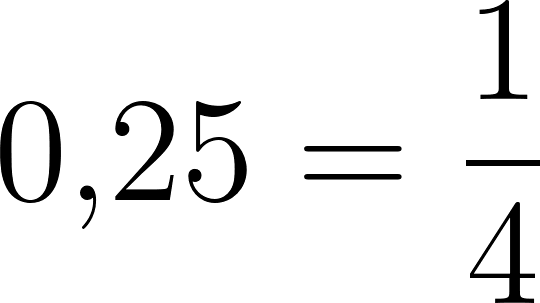 0,25 = 1/4